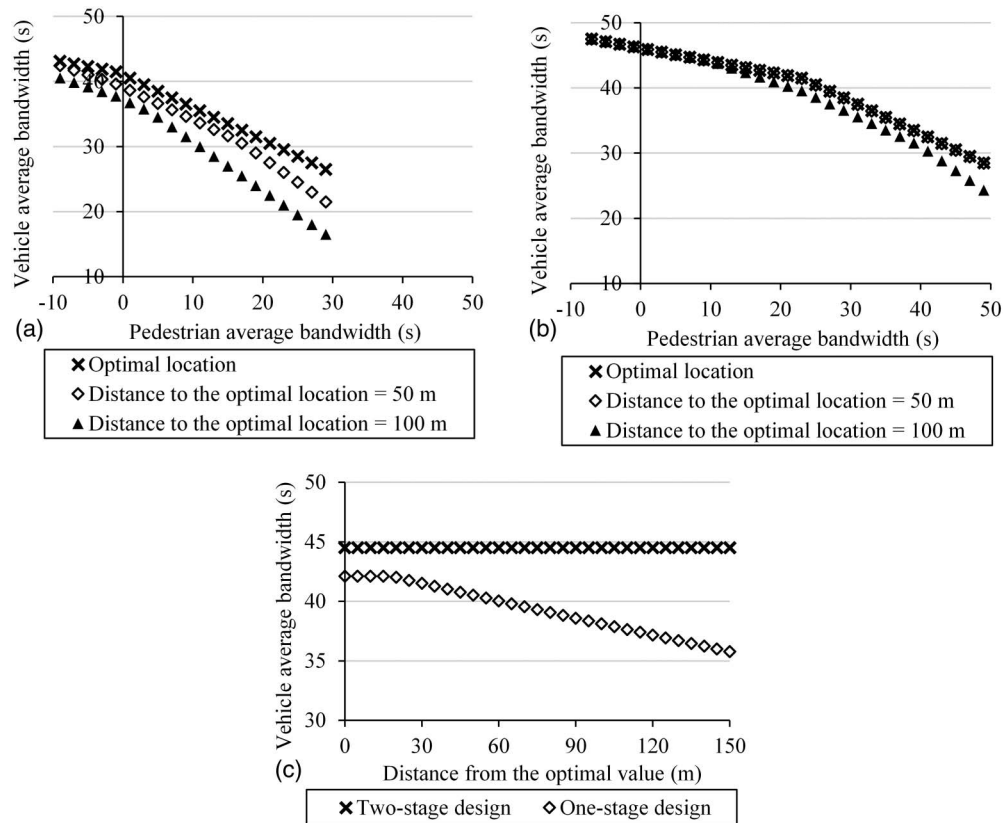 50
40
30
20
10
-10 0 10 20 30 40 50
Vehicle average bandwidth (s)
Pedestrian average bandwidth (s)
(a)
× Optimal location
◇ Distance to the optimal location = 50 m
▲ Distance to the optimal location = 100 m
50
40
30
20
10
-10 0 10 20 30 40 50
Vehicle average bandwidth (s)
Pedestrian average bandwidth (s)
(b)
× Optimal location
◇ Distance to the optimal location = 50 m
▲ Distance to the optimal location = 100 m
50
45
40
35
30
0 30 60 90 120 150
Vehicle average bandwidth (s)
Distance from the optimal value (m)
(c)
× Two-stage design ◇ One-stage design